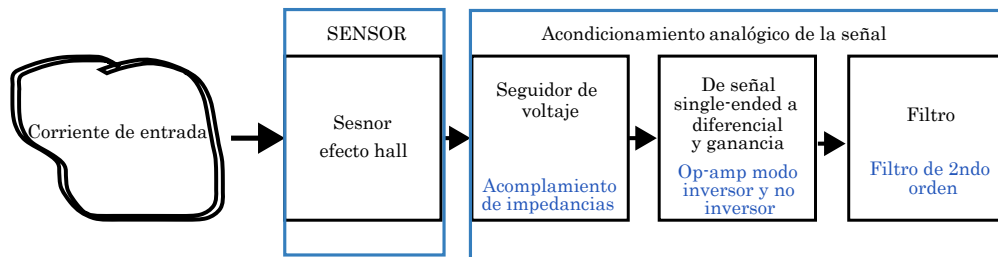 SENSOR
Acondicionamiento analógico de la señal
Corriente de entrada
Sesnor
efecto hall
Seguidor de
voltaje
Acomplamiento
de impedancias
De señal
single-ended a
diferencial
y ganancia
Op-amp modo
inversor y no
inversor
Filtro
Filtro de 2ndo
orden